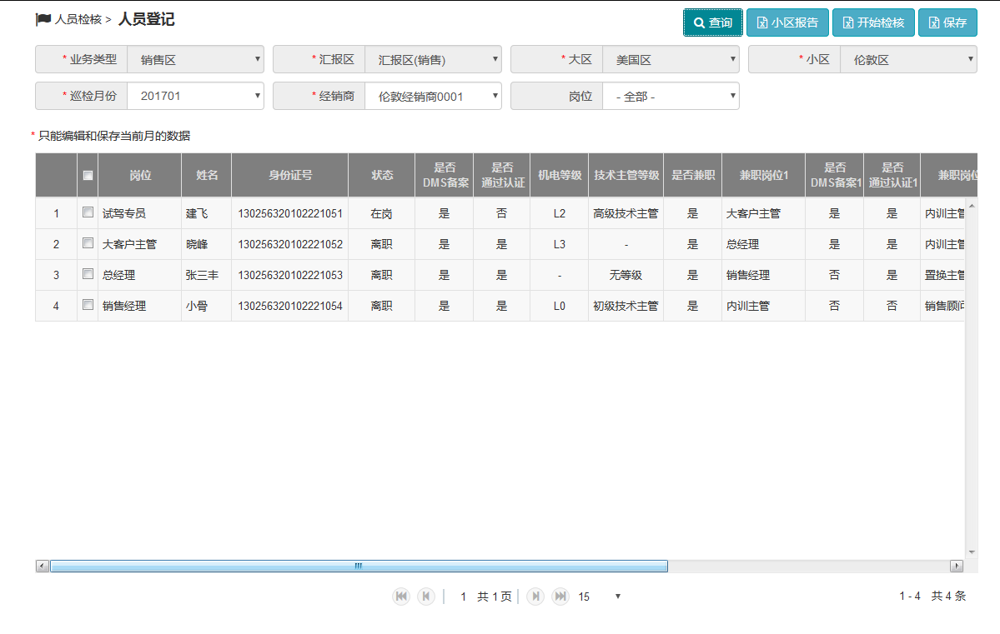 人员检核 > 人员登记
查询 小区报告 开始检核 保存
* 业务类型 销售区 * 汇报区 汇报区(销售) * 大区 美国区 * 小区 伦敦区
* 巡检月份 201701 * 经销商 伦敦经销商0001 岗位 - 全部 -
* 只能编辑和保存当前月的数据
岗位 姓名 身份证号 状态 是否DMS备案 是否通过认证 机电等级 技术主管等级 是否兼职 兼职岗位1 是否DMS备案1 是否通过认证1 兼职岗位
1 试驾专员 建飞 130256320102221051 在岗 是 否 L2 高级技术主管 是 大客户主管 是 是 内训主管
2 大客户主管 晓峰 130256320102221052 离职 是 是 L3 - 是 总经理 是 是 内训主管
3 总经理 张三丰 130256320102221053 离职 是 是 - 无等级 是 销售经理 否 是 置换主管
4 销售经理 小骨 130256320102221054 离职 是 是 L0 初级技术主管 是 内训主管 否 否 销售顾问
1 共 1 页 15 1 - 4 共 4 条